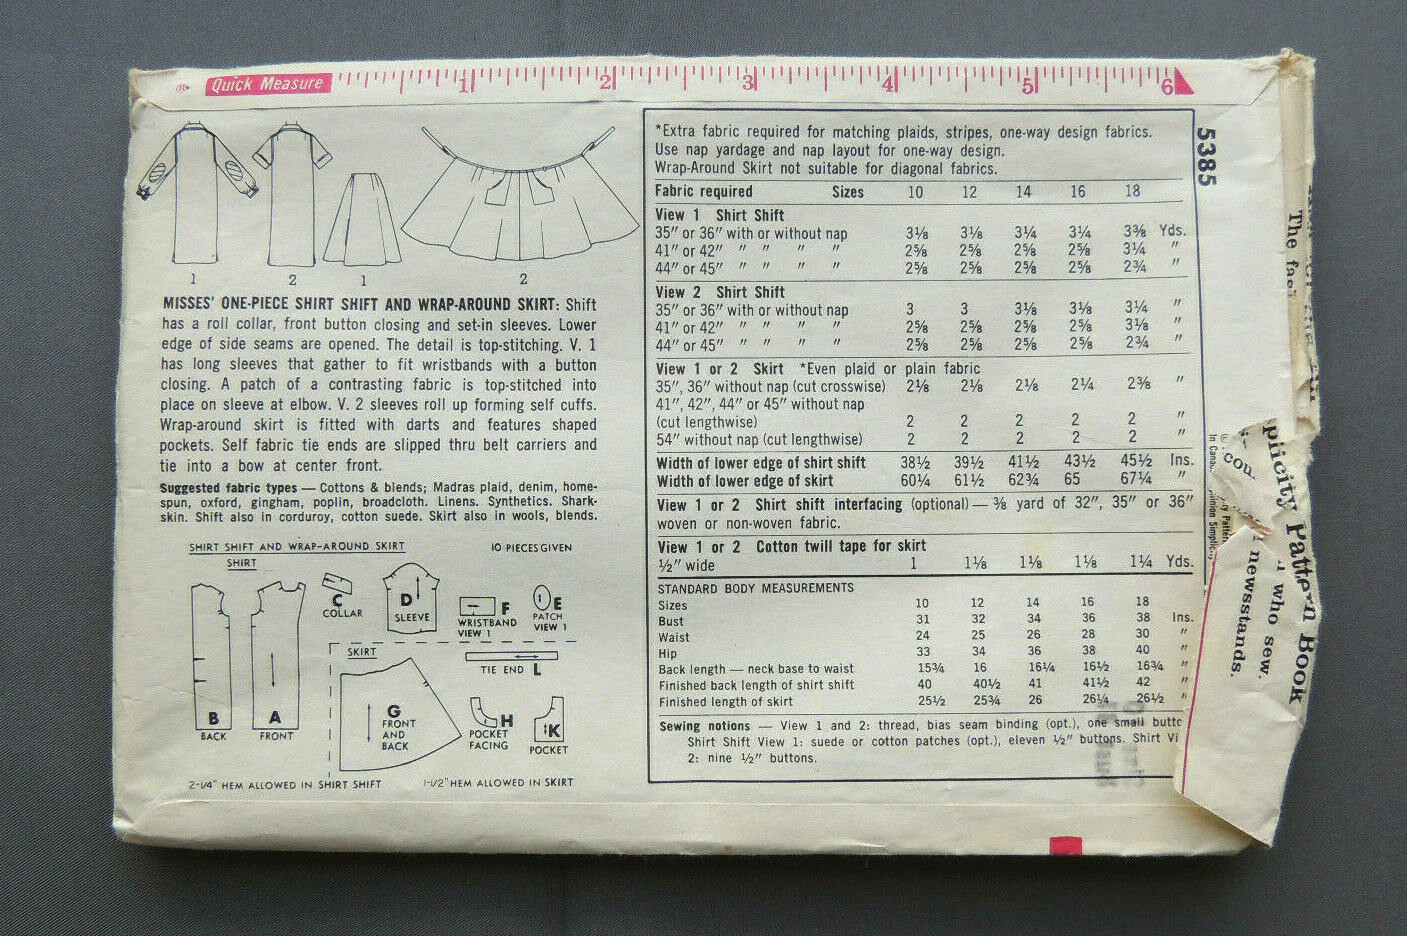 ® Quick Measure 1 2 3 4 5 6
1 2 1 2
MISSES' ONE-PIECE SHIRT SHIFT AND WRAP-AROUND SKIRT: Shift
has a roll collar, front button closing and set-in sleeves. Lower
edge of side seams are opened. The detail is top-stitching. V. 1
has long sleeves that gather to fit wristbands with a button
closing. A patch of a contrasting fabric is top-stitched into
place on sleeve at elbow. V. 2 sleeves roll up forming self cuffs.
Wrap-around skirt is fitted with darts and features shaped
pockets. Self fabric tie ends are slipped thru belt carriers and
tie into a bow at center front.
Suggested fabric types — Cottons & blends; Madras plaid, denim, home-
spun, oxford, gingham, poplin, broadcloth. Linens. Synthetics. Shark-
skin. Shift also in corduroy, cotton suede. Skirt also in wools, blends.
SHIRT SHIFT AND WRAP-AROUND SKIRT 10 PIECES GIVEN
SHIRT
C
COLLAR
D
SLEEVE
F
WRISTBAND
VIEW 1
E
PATCH
VIEW 1
B
BACK
A
FRONT
SKIRT
TIE END L
G
FRONT
AND
BACK
H
POCKET
FACING
K
POCKET
2-1/4" HEM ALLOWED IN SHIRT SHIFT 1-1/2" HEM ALLOWED IN SKIRT
*Extra fabric required for matching plaids, stripes, one-way design fabrics.
Use nap yardage and nap layout for one-way design.
Wrap-Around Skirt not suitable for diagonal fabrics.
Fabric required Sizes 10 12 14 16 18
View 1 Shirt Shift
35" or 36" with or without nap 3⅛ 3⅛ 3¼ 3¼ 3⅜ Yds.
41" or 42" " " " " 2⅝ 2⅝ 2⅝ 2⅝ 3¼ "
44" or 45" " " " " 2⅝ 2⅝ 2⅝ 2⅝ 2¾ "
View 2 Shirt Shift
35" or 36" with or without nap 3 3 3⅛ 3⅛ 3¼ "
41" or 42" " " " " 2⅝ 2⅝ 2⅝ 2⅝ 3⅛ "
44" or 45" " " " " 2⅝ 2⅝ 2⅝ 2⅝ 2¾ "
View 1 or 2 Skirt *Even plaid or plain fabric
35", 36" without nap (cut crosswise) 2⅛ 2⅛ 2⅛ 2¼ 2⅜ "
41", 42", 44" or 45" without nap
(cut lengthwise) 2 2 2 2 2 "
54" without nap (cut lengthwise) 2 2 2 2 2 "
Width of lower edge of shirt shift 38½ 39½ 41½ 43½ 45½ Ins.
Width of lower edge of skirt 60¼ 61½ 62¾ 65 67¼ "
View 1 or 2 Shirt shift interfacing (optional) — ⅜ yard of 32", 35" or 36"
woven or non-woven fabric.
View 1 or 2 Cotton twill tape for skirt
½" wide 1 1⅛ 1⅛ 1⅛ 1¼ Yds.
STANDARD BODY MEASUREMENTS
Sizes 10 12 14 16 18
Bust 31 32 34 36 38 Ins.
Waist 24 25 26 28 30 "
Hip 33 34 36 38 40 "
Back length — neck base to waist 15¾ 16 16¼ 16½ 16¾ "
Finished back length of shirt shift 40 40½ 41 41½ 42 "
Finished length of skirt 25½ 25¾ 26 26¼ 26½ "
Sewing notions — View 1 and 2: thread, bias seam binding (opt.), one small butto
Shirt Shift View 1: suede or cotton patches (opt.), eleven ½" buttons. Shirt Vi
2: nine ½" buttons.
5385
The fas
plicity Pattern Book
who sew.
newsstands.
con
In Cana